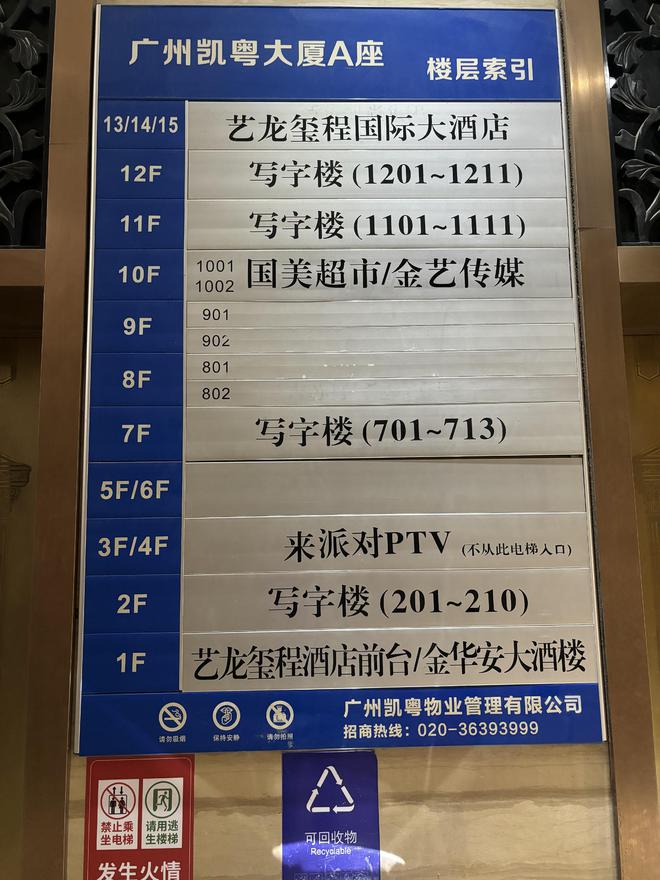 广州凯粤大厦A座 楼层索引
13/14/15 艺龙玺程国际大酒店
12F 写字楼 (1201~1211)
11F 写字楼 (1101~1111)
10F 1001 1002 国美超市/金艺传媒
9F 901
902
8F 801
802
7F 写字楼 (701~713)
5F/6F
3F/4F 来派对PTV (不从此电梯入口)
2F 写字楼 (201~210)
1F 艺龙玺程酒店前台/金华安大酒楼
请勿吸烟 保持安静 请勿拍照
广州凯粤物业管理有限公司
招商热线：020-36393999
禁止乘坐电梯
请用逃生楼梯
发生火情
可回收物
Recyclable